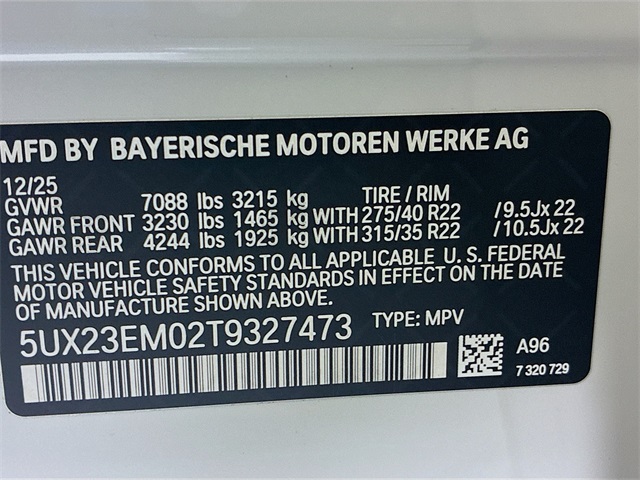 MFD BY BAYERISCHE MOTOREN WERKE AG
12/25
GVWR 7088 lbs 3215 kg TIRE / RIM
GAWR FRONT 3230 lbs 1465 kg WITH 275/40 R22 /9.5Jx 22
GAWR REAR 4244 lbs 1925 kg WITH 315/35 R22 /10.5Jx 22
THIS VEHICLE CONFORMS TO ALL APPLICABLE U. S. FEDERAL
MOTOR VEHICLE SAFETY STANDARDS IN EFFECT ON THE DATE
OF MANUFACTURE SHOWN ABOVE.
5UX23EM02T9327473 TYPE: MPV
A96
7 320 729